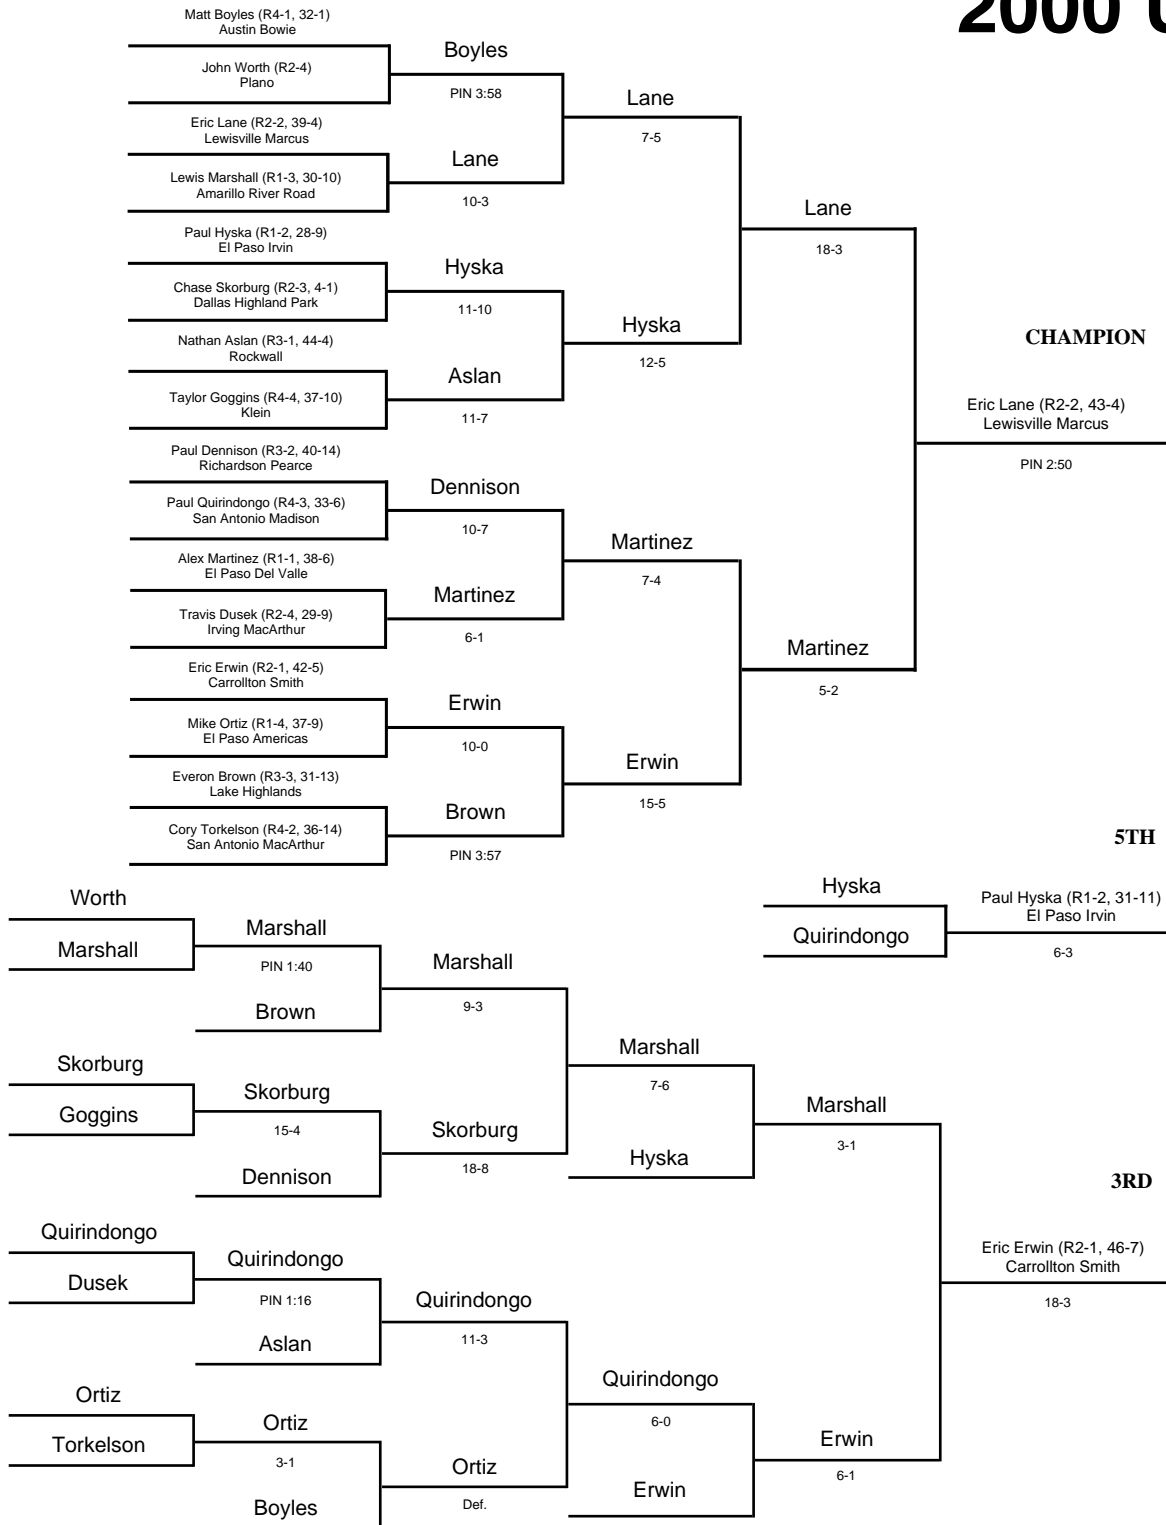 2000 U
Matt Boyles (R4-1, 32-1)
Austin Bowie
Boyles
John Worth (R2-4)
Plano
PIN 3:58
Lane
Eric Lane (R2-2, 39-4)
Lewisville Marcus
7-5
Lane
Lewis Marshall (R1-3, 30-10)
Amarillo River Road
10-3
Lane
Paul Hyska (R1-2, 28-9)
El Paso Irvin
18-3
Hyska
Chase Skorburg (R2-3, 4-1)
Dallas Highland Park
11-10
Hyska
CHAMPION
Nathan Aslan (R3-1, 44-4)
Rockwall
12-5
Aslan
Taylor Goggins (R4-4, 37-10)
Klein
11-7
Eric Lane (R2-2, 43-4)
Lewisville Marcus
PIN 2:50
Paul Dennison (R3-2, 40-14)
Richardson Pearce
Dennison
Paul Quirindongo (R4-3, 33-6)
San Antonio Madison
10-7
Martinez
Alex Martinez (R1-1, 38-6)
El Paso Del Valle
7-4
Martinez
Travis Dusek (R2-4, 29-9)
Irving MacArthur
6-1
Martinez
Eric Erwin (R2-1, 42-5)
Carrollton Smith
5-2
Erwin
Mike Ortiz (R1-4, 37-9)
El Paso Americas
10-0
Erwin
Everon Brown (R3-3, 31-13)
Lake Highlands
15-5
Brown
Cory Torkelson (R4-2, 36-14)
San Antonio MacArthur
PIN 3:57
5TH
Hyska
Quirindongo
Paul Hyska (R1-2, 31-11)
El Paso Irvin
6-3
Worth
Marshall
Marshall
PIN 1:40
Brown
Marshall
9-3
Skorburg
Goggins
Skorburg
15-4
Dennison
Skorburg
18-8
Marshall
7-6
Hyska
Marshall
3-1
3RD
Quirindongo
Dusek
Quirindongo
PIN 1:16
Aslan
Quirindongo
11-3
Eric Erwin (R2-1, 46-7)
Carrollton Smith
18-3
Ortiz
Torkelson
Ortiz
3-1
Boyles
Ortiz
Def.
Quirindongo
6-0
Erwin
Erwin
6-1